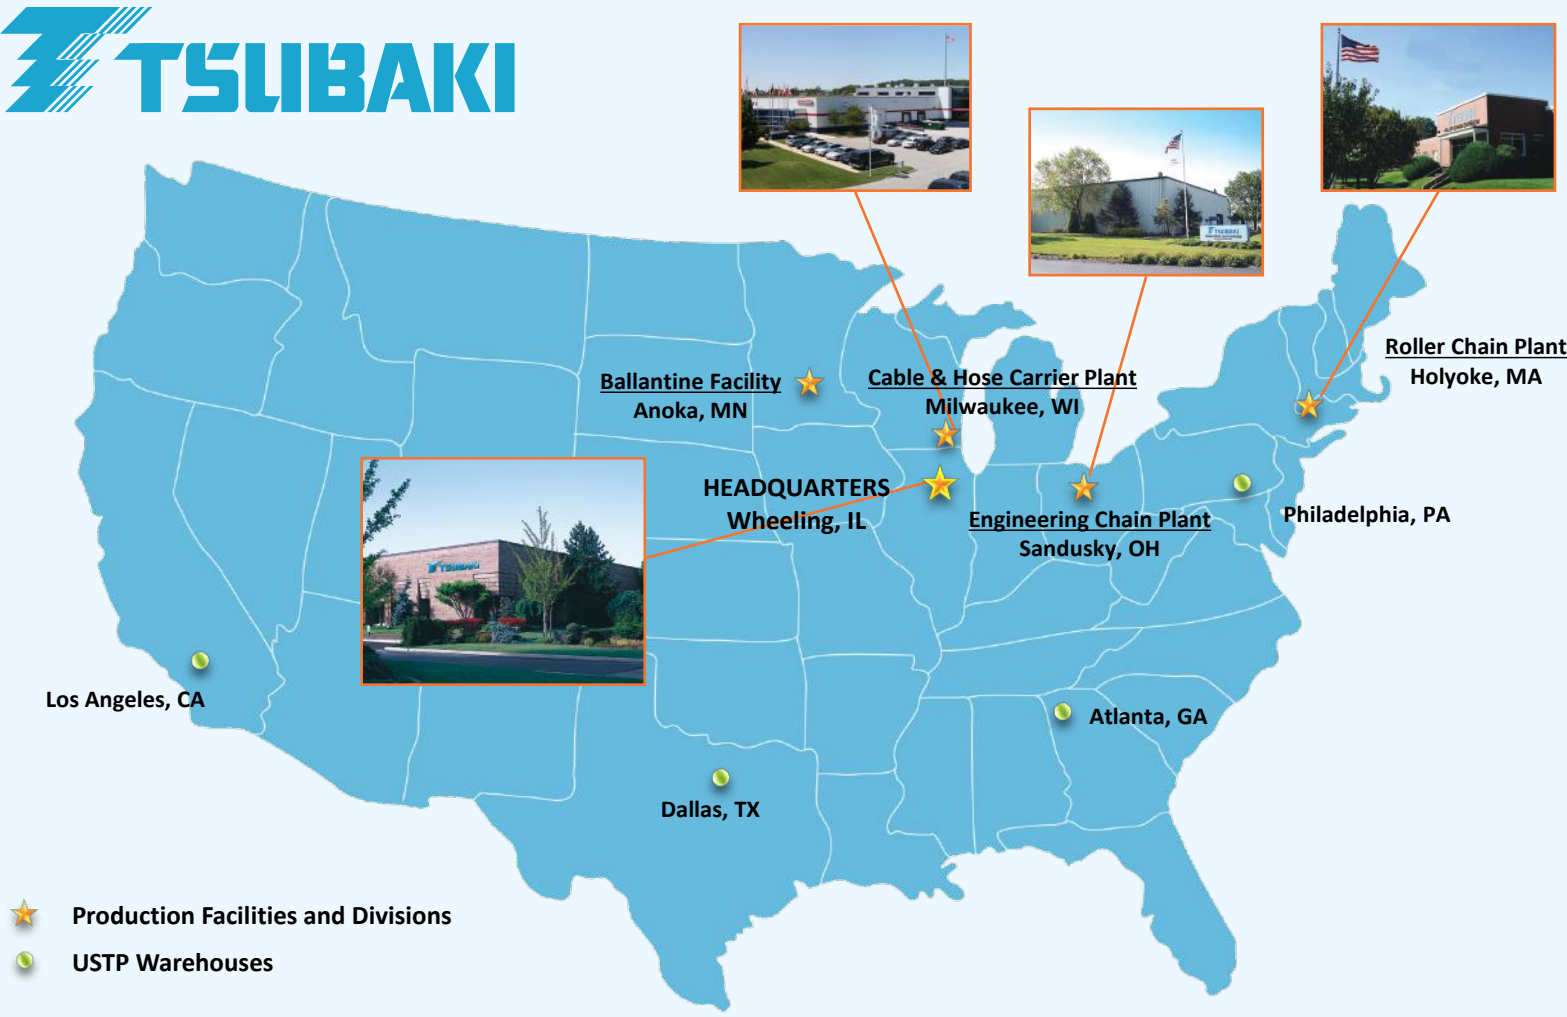 TSUBAKI
Roller Chain Plant
Holyoke, MA
Ballantine Facility
Anoka, MN
Cable & Hose Carrier Plant
Milwaukee, WI
HEADQUARTERS
Wheeling, IL
Engineering Chain Plant
Sandusky, OH
Philadelphia, PA
TSUBAKI
TSUBAKI
Los Angeles, CA
Atlanta, GA
Dallas, TX
Production Facilities and Divisions
USTP Warehouses